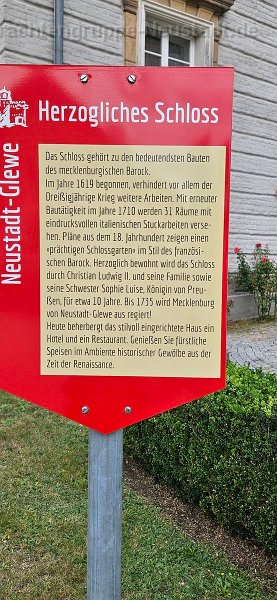 trachtengruppe-Neustadt.de
Herzogliches Schloss
Neustadt-Glewe
Das Schloss gehört zu den bedeutendsten Bauten
des mecklenburgischen Barock.
Im Jahre 1619 begonnen, verhindert vor allem der
Dreißigjährige Krieg weitere Arbeiten. Mit erneuter
Bautätigkeit im Jahre 1710 werden 31 Räume mit
eindrucksvollen italienischen Stuckarbeiten verse-
hen. Pläne aus dem 18. Jahrhundert zeigen einen
»prächtigen Schlossgarten« im Stil des französi-
schen Barock. Herzoglich bewohnt wird das Schloss
durch Christian Ludwig II. und seine Familie sowie
seine Schwester Sophie Luise, Königin von Preu-
ßen, für etwa 10 Jahre. Bis 1735 wird Mecklenburg
von Neustadt-Glewe aus regiert!
Heute beherbergt das stilvoll eingerichtete Haus ein
Hotel und ein Restaurant. Genießen Sie fürstliche
Speisen im Ambiente historischer Gewölbe aus der
Zeit der Renaissance.